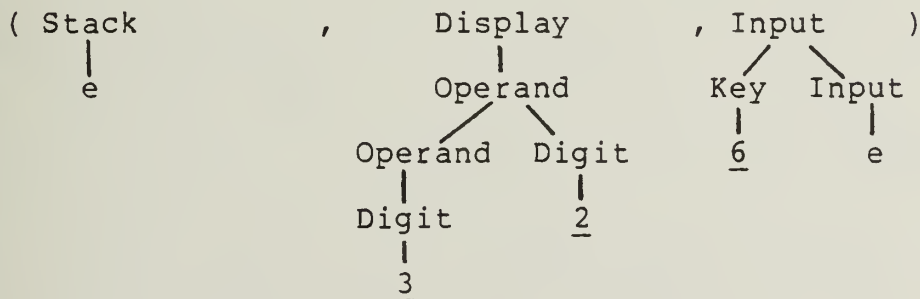 ( Stack , Display , Input )
e Operand Key Input
Operand Digit 6 e
Digit 2
3